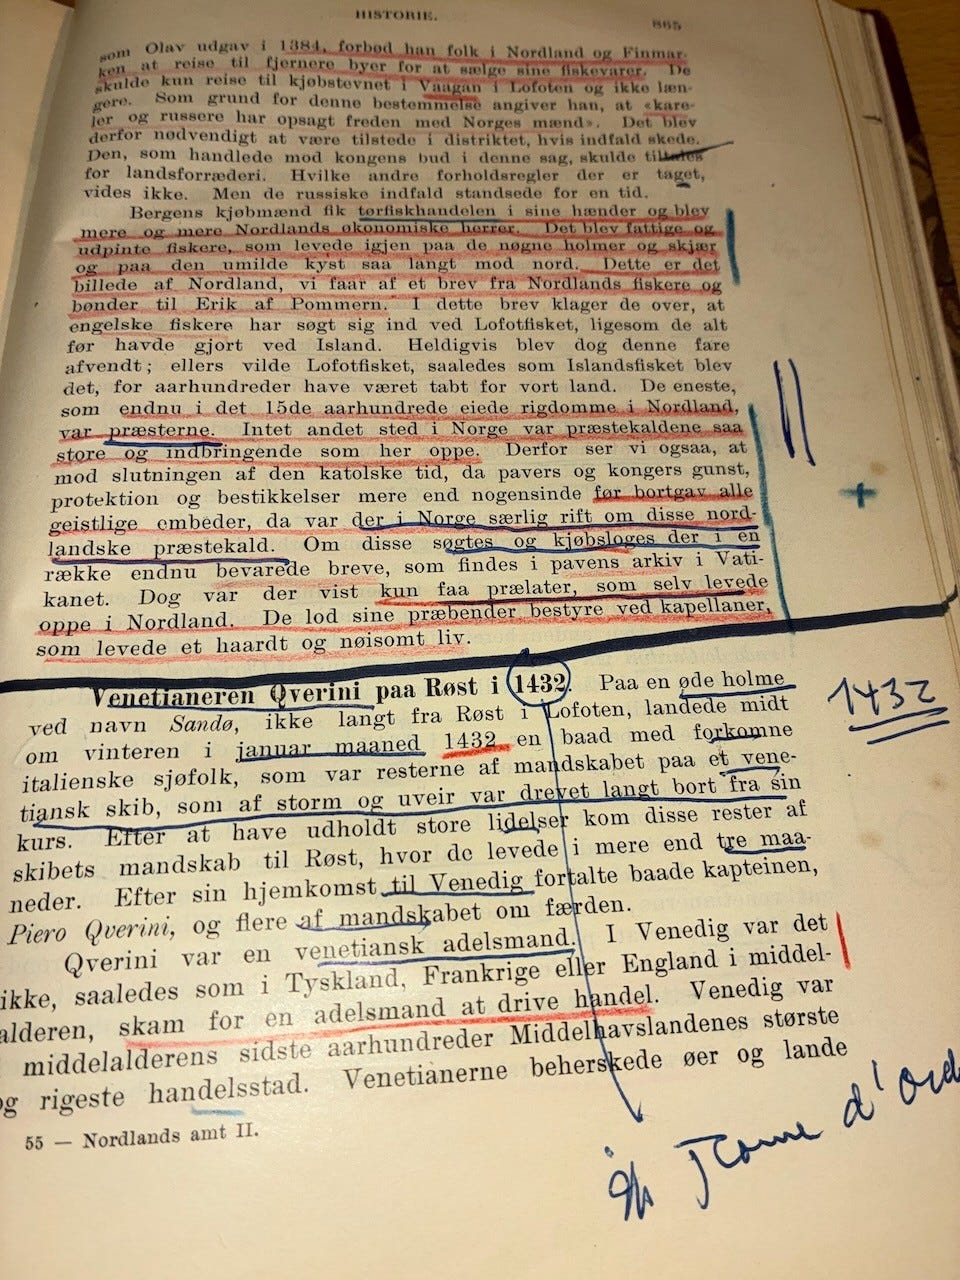 HISTORIE.
865
som Olav udgav i 1384, forbød han folk i Nordland og Finmar-
ken at reise til fjernere byer for at sælge sine fiskevarer. De
skulde kun reise til kjøbstevnet i Vaagan i Lofoten og ikke læn-
gere. Som grund for denne bestemmelse angiver han, at «kare-
ler og russere har opsagt freden med Norges mænd». Det blev
derfor nødvendigt at være tilstede i distriktet, hvis indfald skede.
Den, som handlede mod kongens bud i denne sag, skulde tiltales
for landsforræderi. Hvilke andre forholdsregler der er taget,
vides ikke. Men de russiske indfald standsede for en tid.
Bergens kjøbmænd fik tørfiskhandelen i sine hænder og blev
mere og mere Nordlands økonomiske herrer. Det blev fattige og
udpinte fiskere, som levede igjen paa de nøgne holmer og skjær
og paa den umilde kyst saa langt mod nord. Dette er det
billede af Nordland, vi faar af et brev fra Nordlands fiskere og
bønder til Erik af Pommern. I dette brev klager de over, at
engelske fiskere har søgt sig ind ved Lofotfisket, ligesom de alt
før havde gjort ved Island. Heldigvis blev dog denne fare
afvendt; ellers vilde Lofotfisket, saaledes som Islandsfisket blev
det, for aarhundreder have været tabt for vort land. De eneste,
som endnu i det 15de aarhundrede eiede rigdomme i Nordland,
var præsterne. Intet andet sted i Norge var præstekaldene saa
store og indbringende som her oppe. Derfor ser vi ogsaa, at
mod slutningen af den katolske tid, da pavers og kongers gunst,
protektion og bestikkelser mere end nogensinde før bortgav alle
geistlige embeder, da var der i Norge særlig rift om disse nord-
landske præstekald. Om disse søgtes og kjøbsloges der i en
række endnu bevarede breve, som findes i pavens arkiv i Vati-
kanet. Dog var der vist kun faa prælater, som selv levede
oppe i Nordland. De lod sine præbender bestyre ved kapellaner,
som levede et haardt og nøisomt liv.
Venetianeren Qverini paa Røst i 1432. Paa en øde holme
ved navn Sandø, ikke langt fra Røst i Lofoten, landede midt
om vinteren i januar maaned 1432 en baad med forkomne
italienske sjøfolk, som var resterne af mandskabet paa et vene-
tiansk skib, som af storm og uveir var drevet langt bort fra sin
kurs. Efter at have udholdt store lidelser kom disse rester af
skibets mandskab til Røst, hvor de levede i mere end tre maa-
neder. Efter sin hjemkomst til Venedig fortalte baade kapteinen,
Piero Qverini, og flere af mandskabet om færden.
Qverini var en venetiansk adelsmand. I Venedig var det
ikke, saaledes som i Tyskland, Frankrige eller England i middel-
alderen, skam for en adelsmand at drive handel. Venedig var
i middelalderens sidste aarhundreder Middelhavslandenes største
og rigeste handelsstad. Venetianerne beherskede øer og lande
55 — Nordlands amt II.
1432
d'